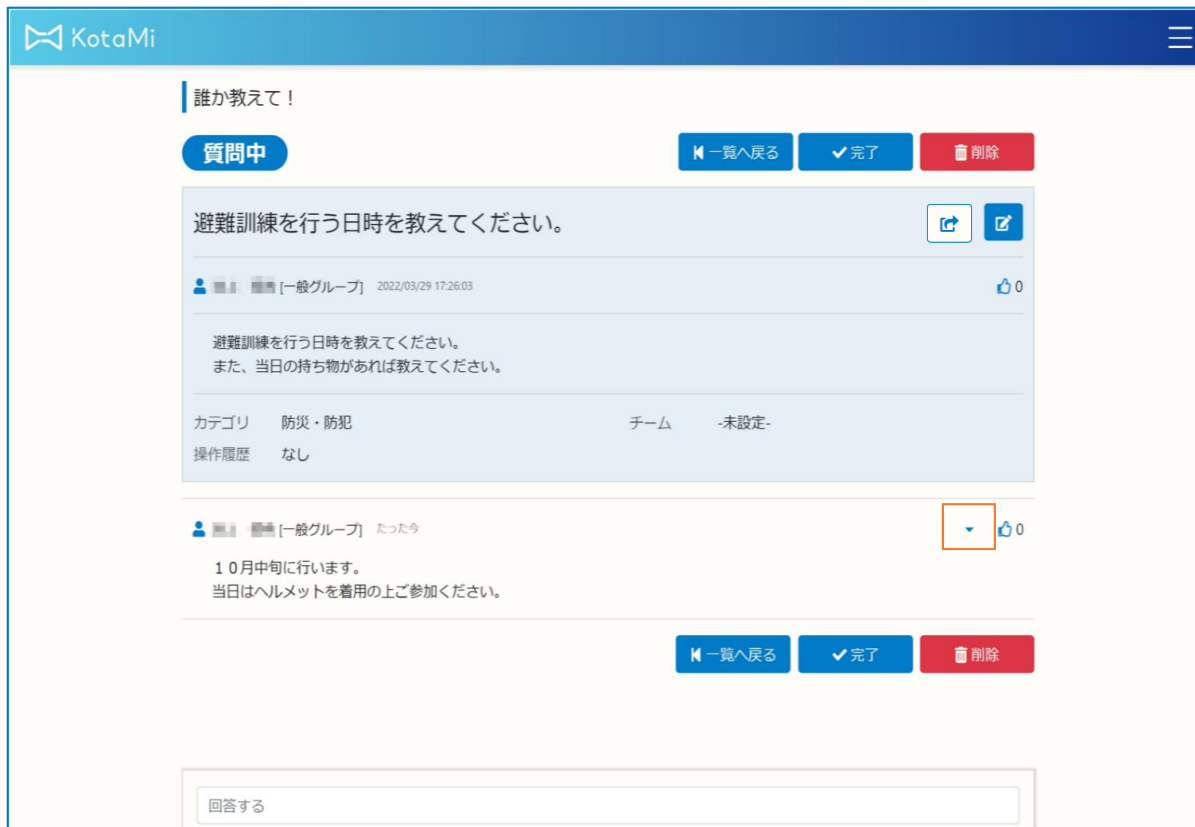 KotaMi
誰か教えて！
質問中
一覧へ戻る 完了 削除
避難訓練を行う日時を教えてください。
[一般グループ] 2022/03/29 17:26:03 0
避難訓練を行う日時を教えてください。
また、当日の持ち物があれば教えてください。
カテゴリ 防災・防犯 チーム -未設定-
操作履歴 なし
[一般グループ] たった今 0
１０月中旬に行います。
当日はヘルメットを着用の上ご参加ください。
一覧へ戻る 完了 削除
回答する